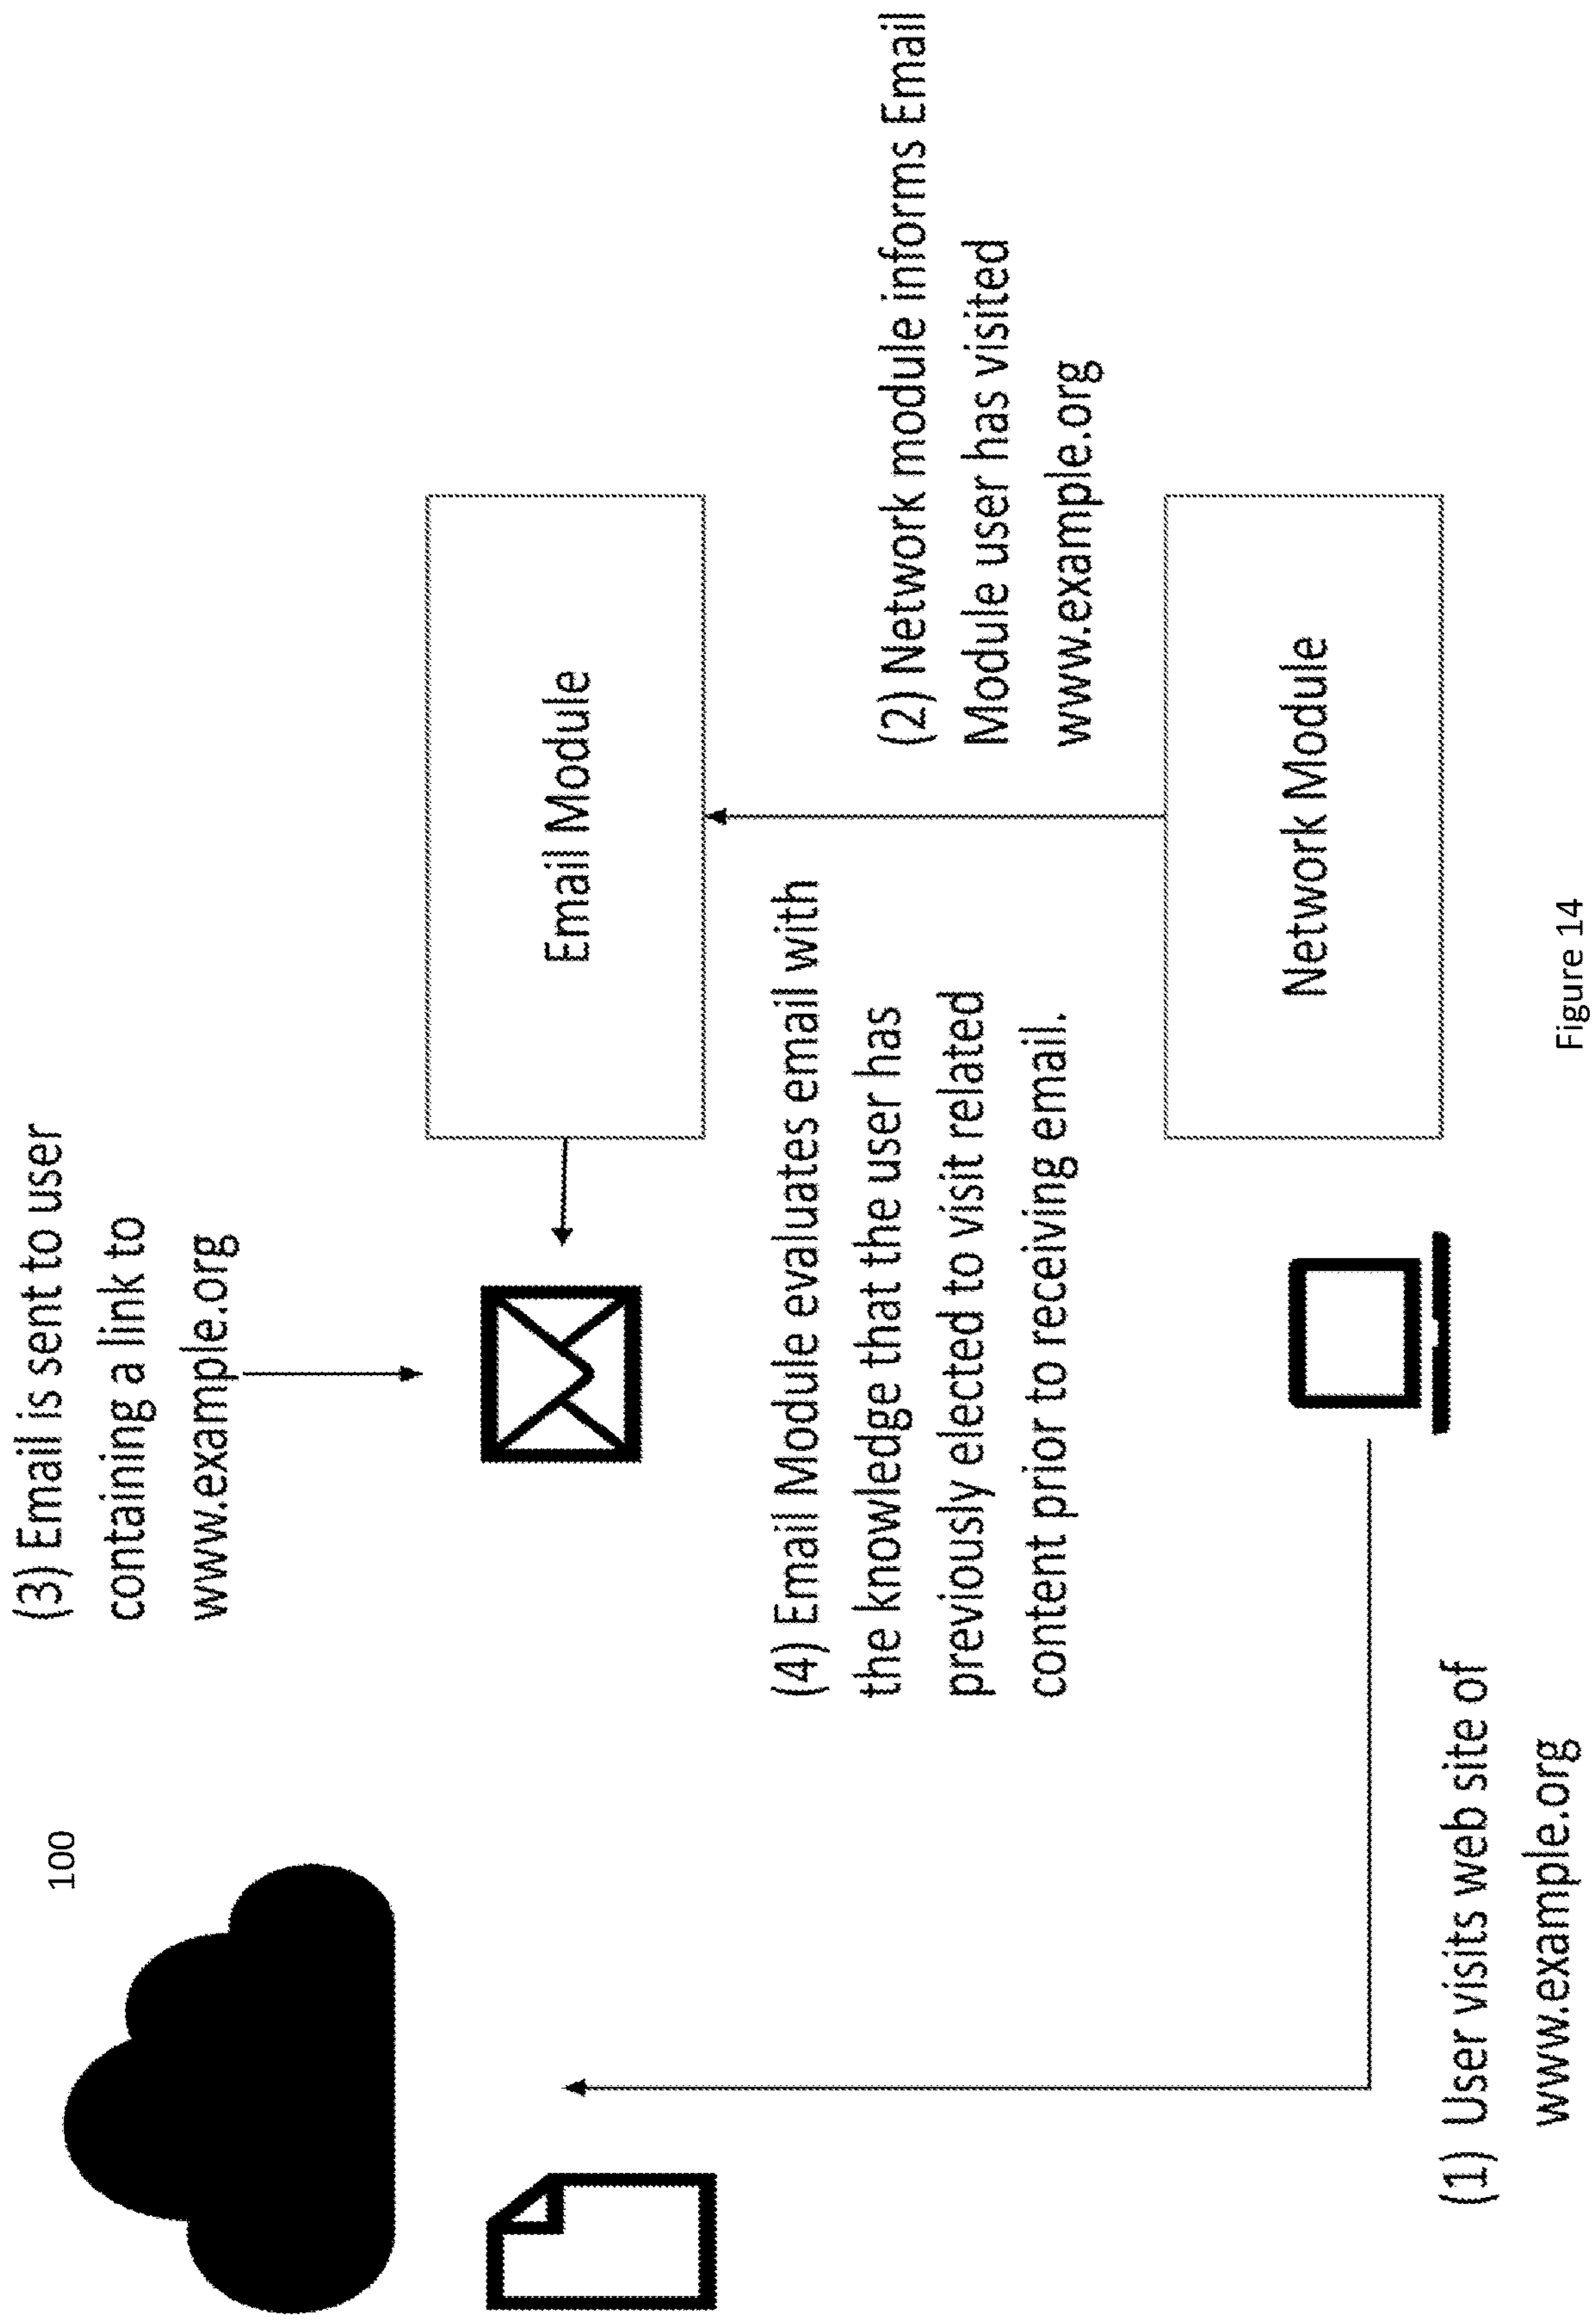 100
(3) Email is sent to user
containing a link to
www.example.org
Email Module
(4) Email Module evaluates email with
the knowledge that the user has
previously elected to visit related
content prior to receiving email.
(2) Network module informs Email
Module user has visited
www.example.org
(1) User visits web site of
www.example.org
Network Module
Figure 14